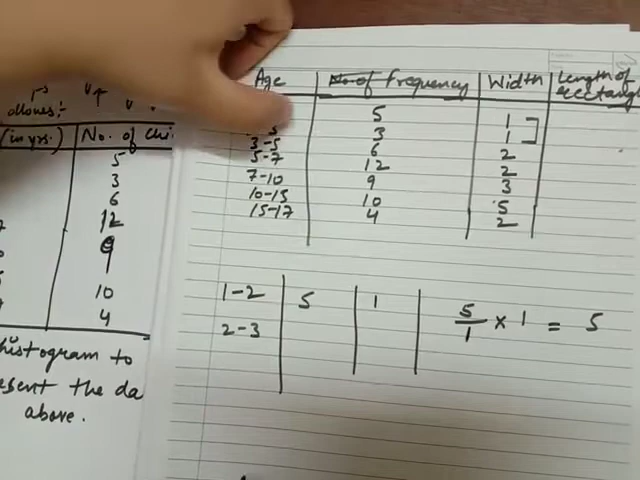 Age | No. of frequency | Width | Length of rectangle
5 | 1
3 | 1
3-5 | 6 | 2
5-7 | 12 | 2
7-10 | 9 | 3
10-15 | 10 | 5
15-17 | 4 | 2
1-2 | 5 | 1 | 5/1 × 1 = 5
2-3
(in yrs.) | No. of Chi
5
3
6
12
9
10
4
histogram to
the da
above.